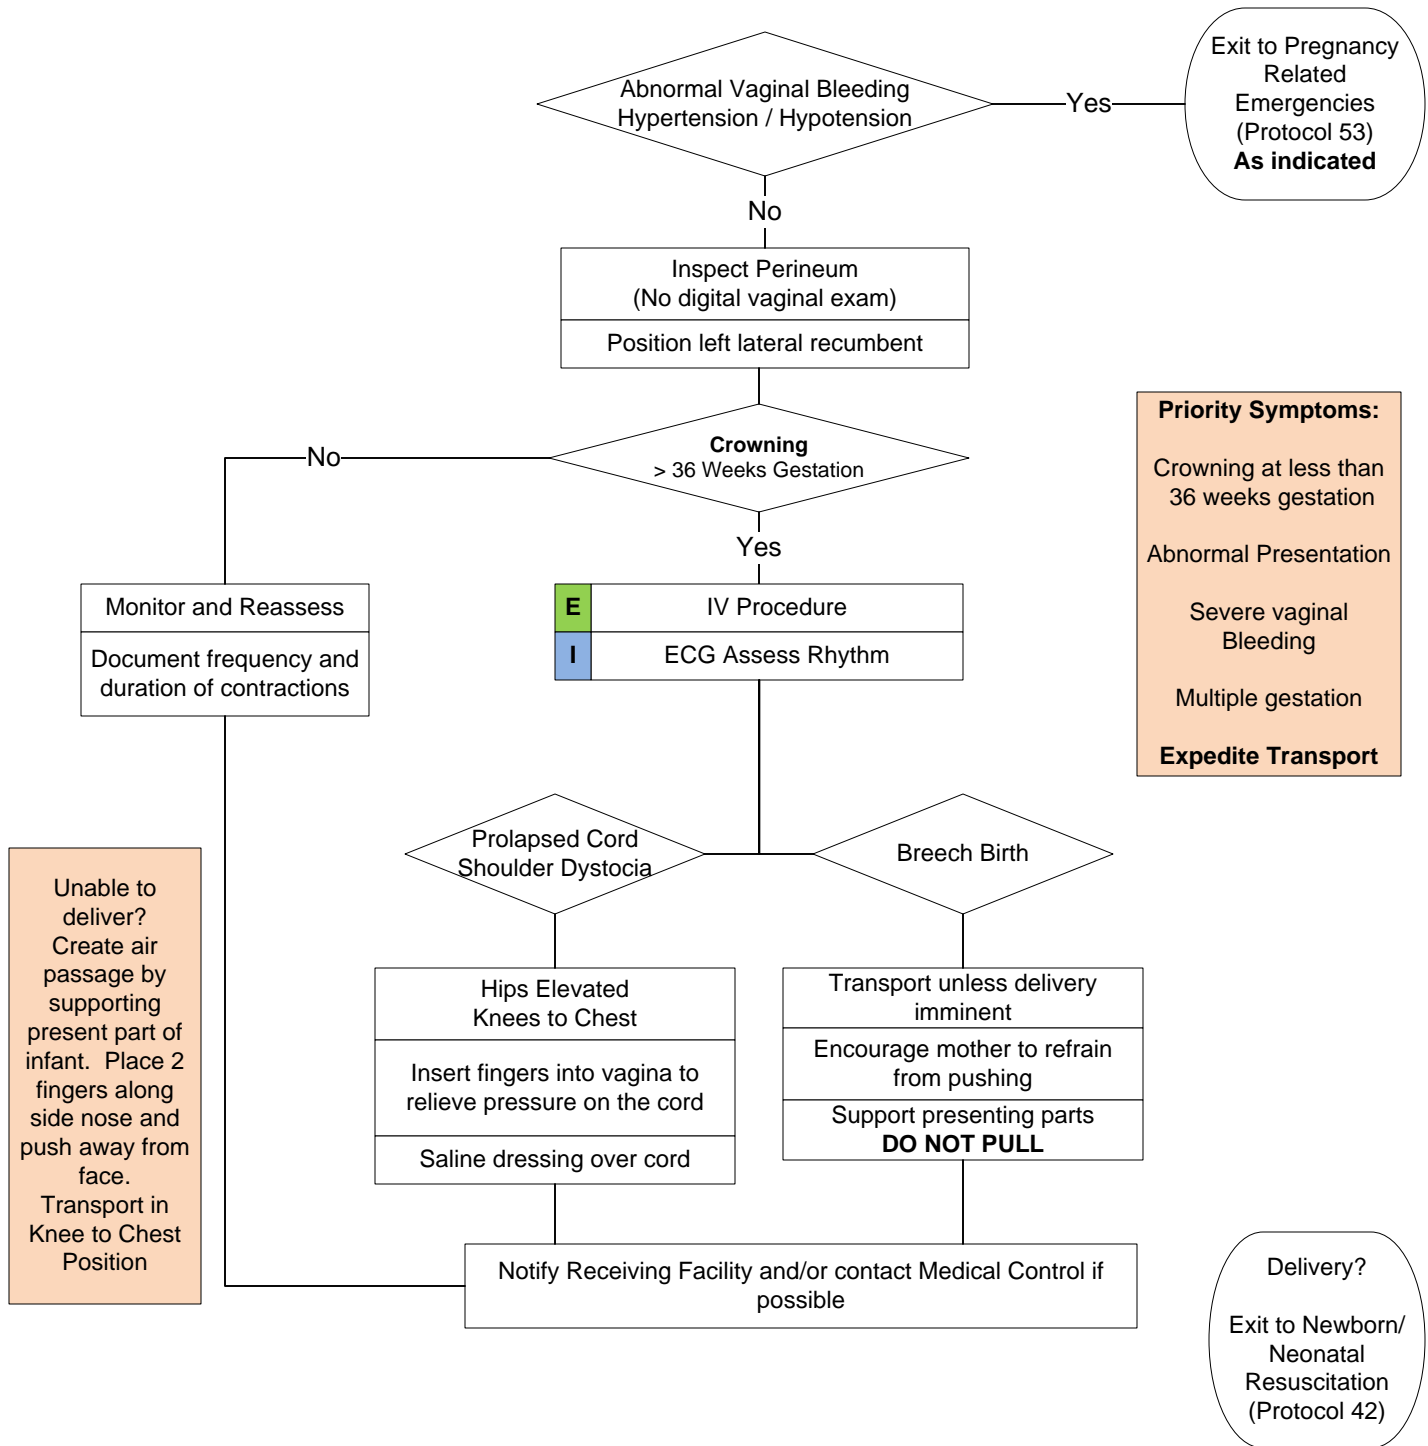 Abnormal Vaginal Bleeding
Hypertension / Hypotension
Yes
Exit to Pregnancy
Related
Emergencies
(Protocol 53)
As indicated
No
Inspect Perineum
(No digital vaginal exam)
Position left lateral recumbent
Crowning
> 36 Weeks Gestation
No
Yes
Priority Symptoms:
Crowning at less than
36 weeks gestation
Abnormal Presentation
Severe vaginal
Bleeding
Multiple gestation
Expedite Transport
Monitor and Reassess
Document frequency and
duration of contractions
E
IV Procedure
I
ECG Assess Rhythm
Prolapsed Cord
Shoulder Dystocia
Breech Birth
Unable to
deliver?
Create air
passage by
supporting
present part of
infant. Place 2
fingers along
side nose and
push away from
face.
Transport in
Knee to Chest
Position
Hips Elevated
Knees to Chest
Insert fingers into vagina to
relieve pressure on the cord
Saline dressing over cord
Transport unless delivery
imminent
Encourage mother to refrain
from pushing
Support presenting parts
DO NOT PULL
Notify Receiving Facility and/or contact Medical Control if
possible
Delivery?
Exit to Newborn/
Neonatal
Resuscitation
(Protocol 42)